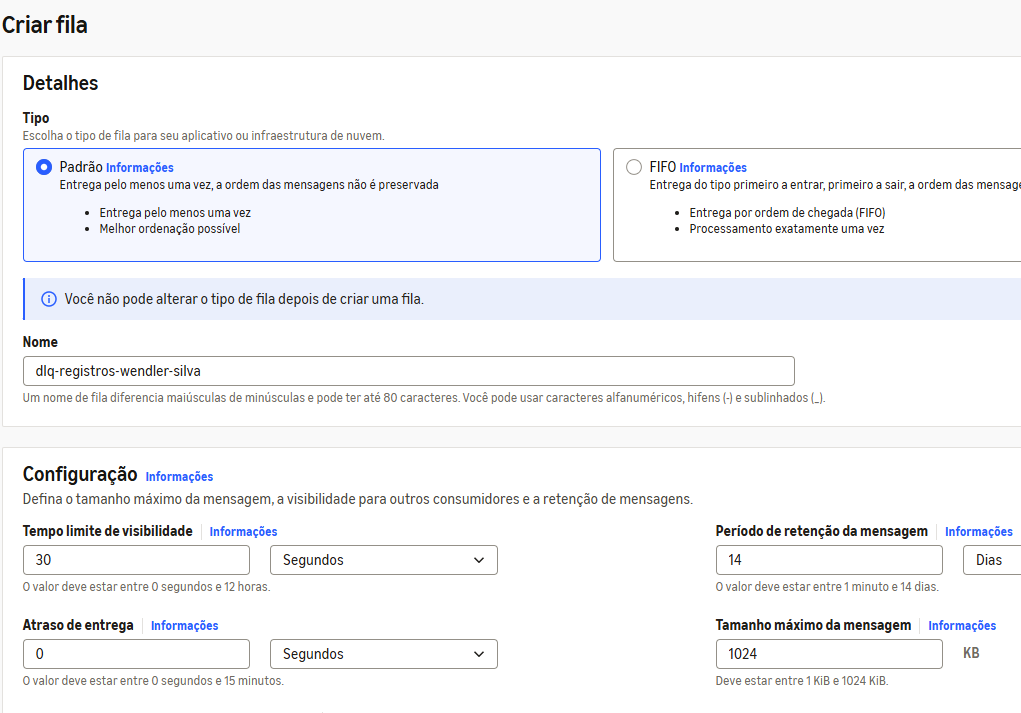 Criar fila
Detalhes
Tipo
Escolha o tipo de fila para seu aplicativo ou infraestrutura de nuvem.
Padrão Informações
Entrega pelo menos uma vez, a ordem das mensagens não é preservada
Entrega pelo menos uma vez
Melhor ordenação possível
FIFO Informações
Entrega do tipo primeiro a entrar, primeiro a sair, a ordem das mensage
Entrega por ordem de chegada (FIFO)
Processamento exatamente uma vez
Você não pode alterar o tipo de fila depois de criar uma fila.
Nome
dlq-registros-wendler-silva
Um nome de fila diferencia maiúsculas de minúsculas e pode ter até 80 caracteres. Você pode usar caracteres alfanuméricos, hifens (-) e sublinhados (_).
Configuração Informações
Defina o tamanho máximo da mensagem, a visibilidade para outros consumidores e a retenção de mensagens.
Tempo limite de visibilidade Informações
30 Segundos
O valor deve estar entre 0 segundos e 12 horas.
Período de retenção da mensagem Informações
14 Dias
O valor deve estar entre 1 minuto e 14 dias.
Atraso de entrega Informações
0 Segundos
O valor deve estar entre 0 segundos e 15 minutos.
Tamanho máximo da mensagem Informações
1024 KB
Deve estar entre 1 KiB e 1024 KiB.